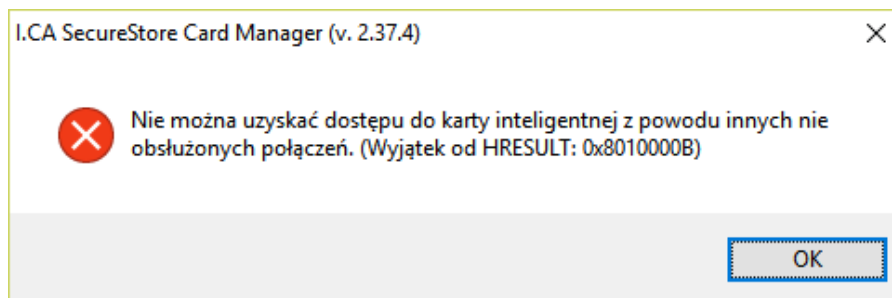 I.CA SecureStore Card Manager (v. 2.37.4)
Nie można uzyskać dostępu do karty inteligentnej z powodu innych nie
obsłużonych połączeń. (Wyjątek od HRESULT: 0x8010000B)
OK